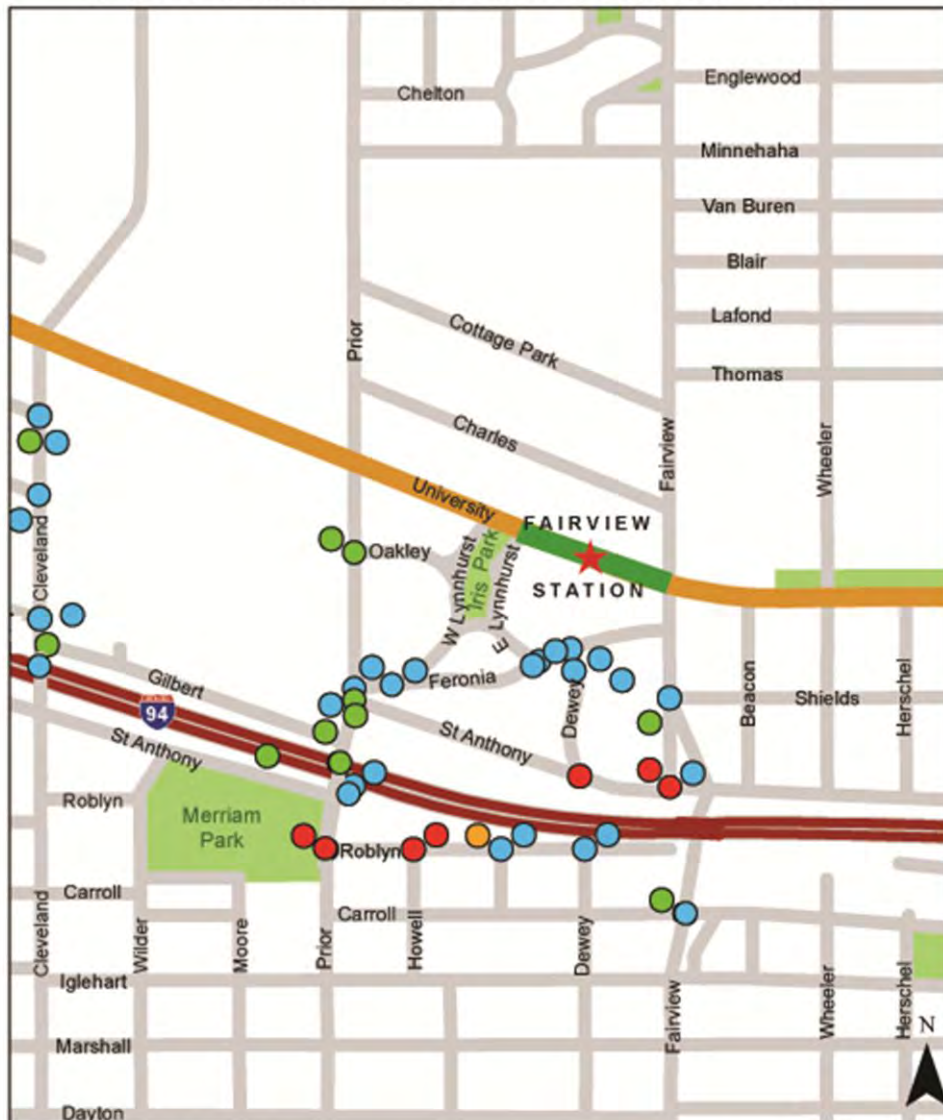 Englewood
Chelton
Minnehaha
Van Buren
Blair
Lafond
Cottage Park
Prior
Thomas
Charles
Fairview
Wheeler
University
FAIRVIEW
Oakley
W Lynnhurst
Iris Park
E Lynnhurst
STATION
Cleveland
Feronia
Gilbert
Dewey
Beacon
Shields
Herschel
INTERSTATE
94
St Anthony
St Anthony
Roblyn
Merriam
Park
Roblyn
Carroll
Carroll
Cleveland
Wilder
Moore
Prior
Howell
Dewey
Iglehart
Fairview
Wheeler
Herschel
N
Marshall
Dayton